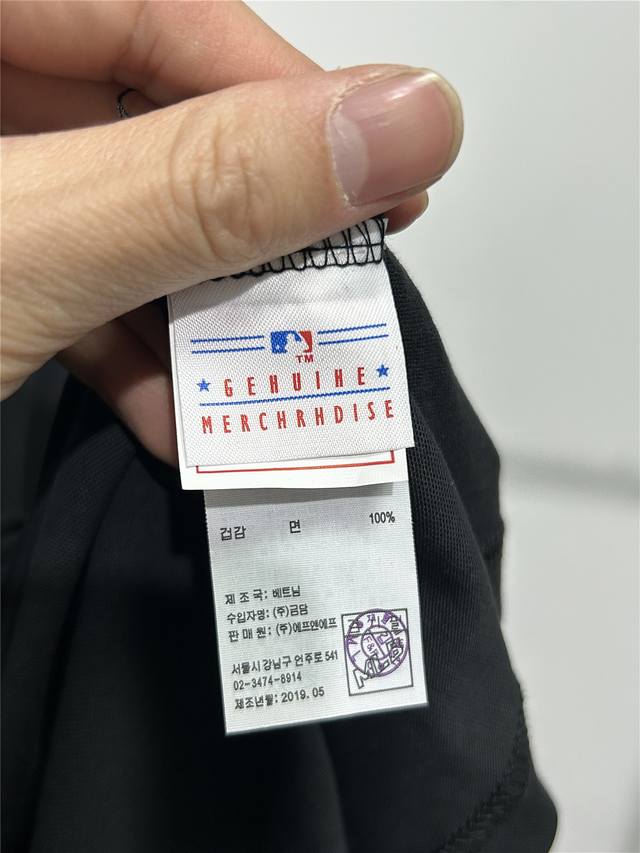 TM
GEHUIHE
MERCHRHDISE
겁감 면 100%
제조국: 베트남
수입자명: (주)금담
판매원: (주)에프앤에프
서둘시강남구 언주로 541
02-3474-8914
제조년월: 2019. 05